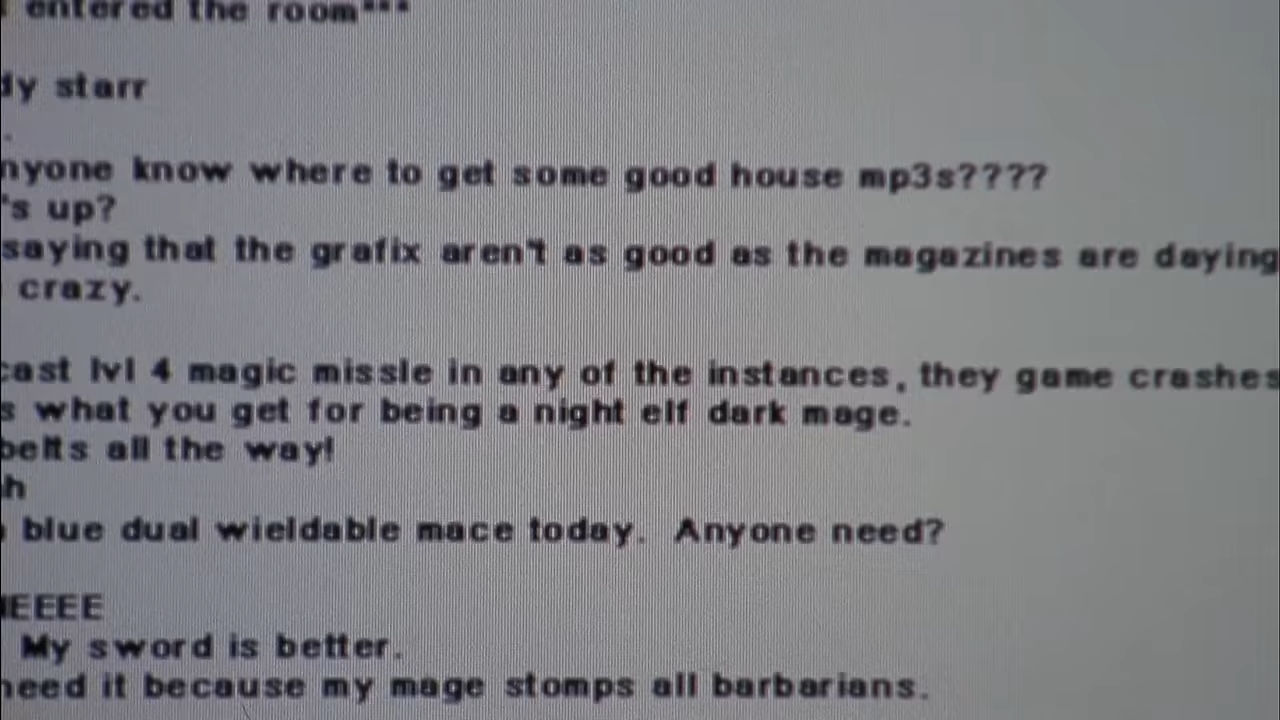 entered the room***
dy starr
.
nyone know where to get some good house mp3s????
's up?
saying that the grafix aren't as good as the magazines are daying
crazy.
cast lvl 4 magic missle in any of the instances, they game crashes
s what you get for being a night elf dark mage.
belts all the way!
h
blue dual wieldable mace today. Anyone need?
EEEE
My sword is better.
need it because my mage stomps all barbarians.